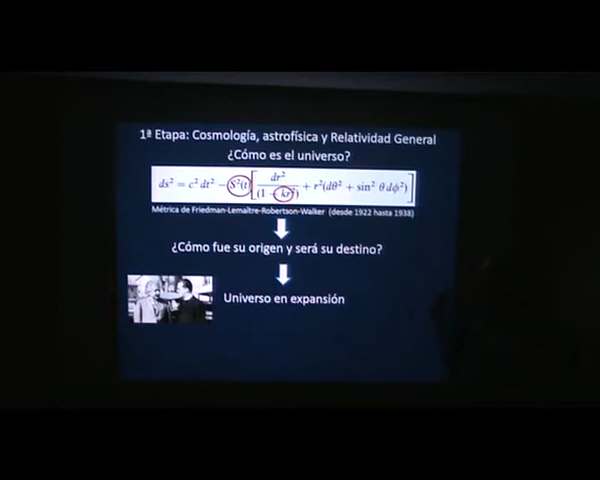 1ª Etapa: Cosmología, astrofísica y Relatividad General
¿Cómo es el universo?
ds² = c² dt² − S²(t) [ dr² / (1 − kr²) + r²(dθ² + sin² θ dϕ²) ]
Métrica de Friedman-Lemaître-Robertson-Walker (desde 1922 hasta 1938)
¿Cómo fue su origen y será su destino?
Universo en expansión